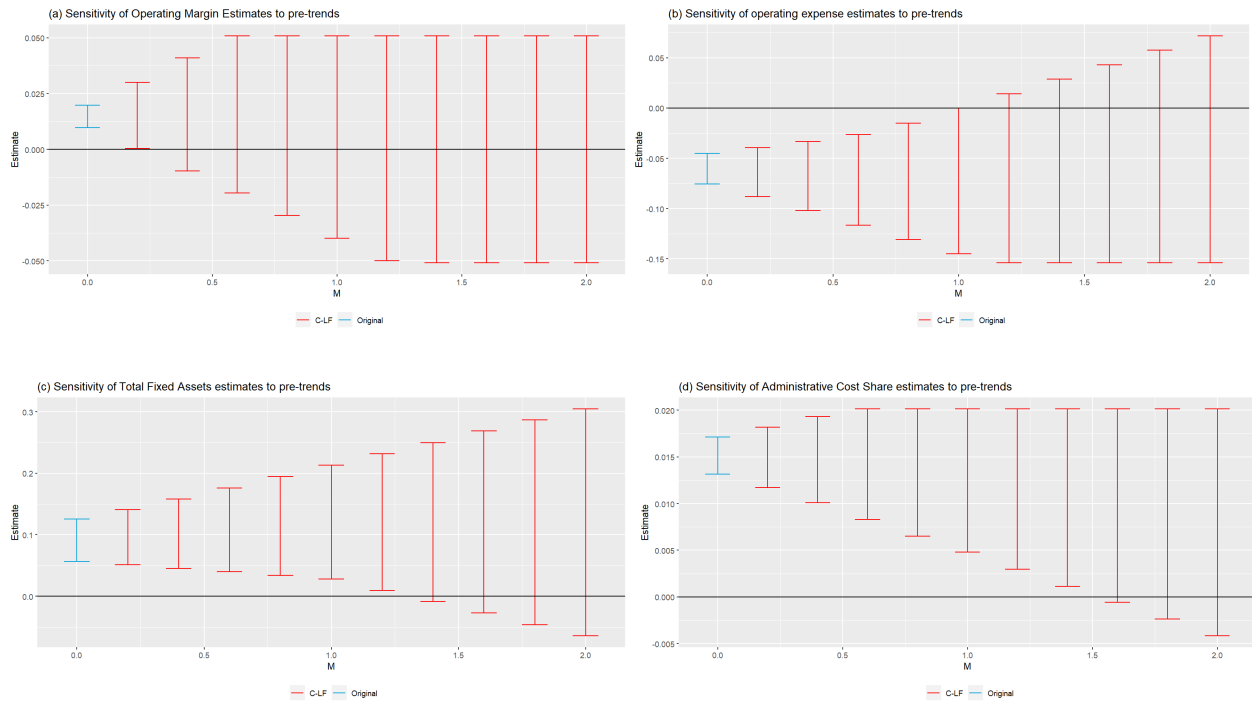 (a) Sensitivity of Operating Margin Estimates to pre-trends
0.050
0.025
0.000
-0.025
-0.050
Estimate
0.0 0.5 1.0 1.5 2.0
M
C-LF Original
(b) Sensitivity of operating expense estimates to pre-trends
0.05
0.00
-0.05
-0.10
-0.15
Estimate
0.0 0.5 1.0 1.5 2.0
M
C-LF Original
(c) Sensitivity of Total Fixed Assets estimates to pre-trends
0.3
0.2
0.1
0.0
Estimate
0.0 0.5 1.0 1.5 2.0
M
C-LF Original
(d) Sensitivity of Administrative Cost Share estimates to pre-trends
0.020
0.015
0.010
0.005
0.000
-0.005
Estimate
0.0 0.5 1.0 1.5 2.0
M
C-LF Original